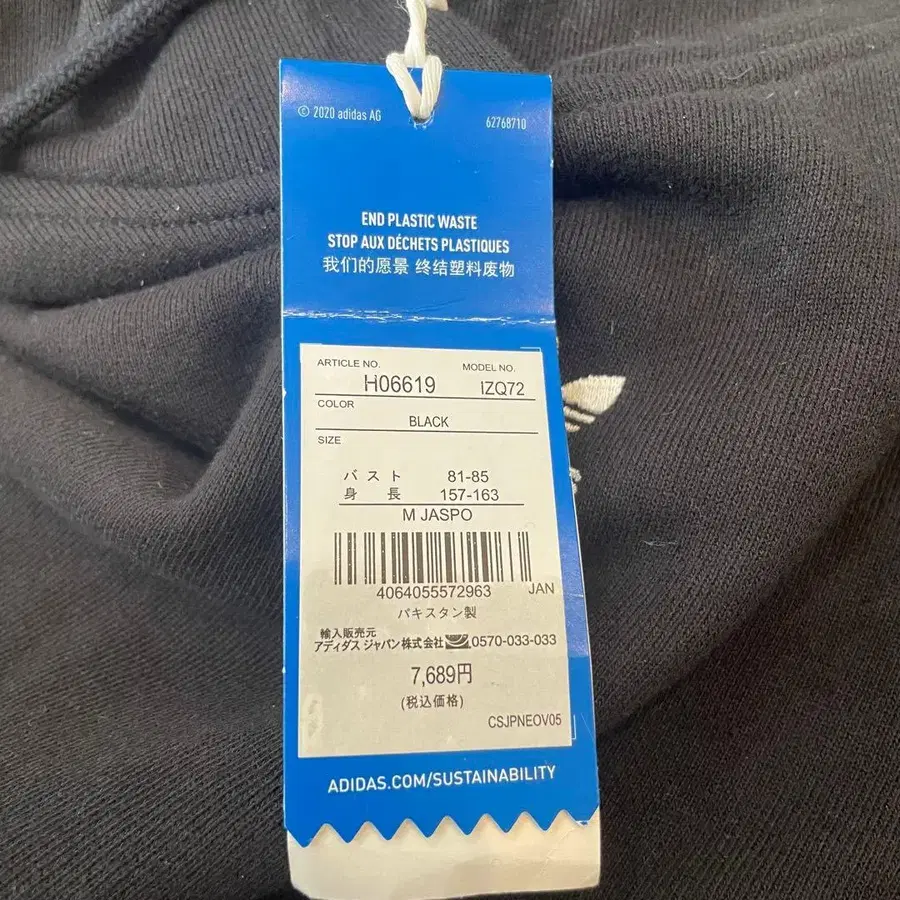 © 2020 adidas AG
62768710
END PLASTIC WASTE
STOP AUX DÉCHETS PLASTIQUES
我们的愿景 终结塑料废物
ARTICLE NO. MODEL NO.
H06619 IZQ72
COLOR
BLACK
SIZE
バスト 81-85
身長 157-163
M JASPO
4064055572963 JAN
パキスタン製
輸入販売元
アディダス ジャパン株式会社 0570-033-033
7,689円
(税込価格)
CSJPNEOV05
ADIDAS.COM/SUSTAINABILITY